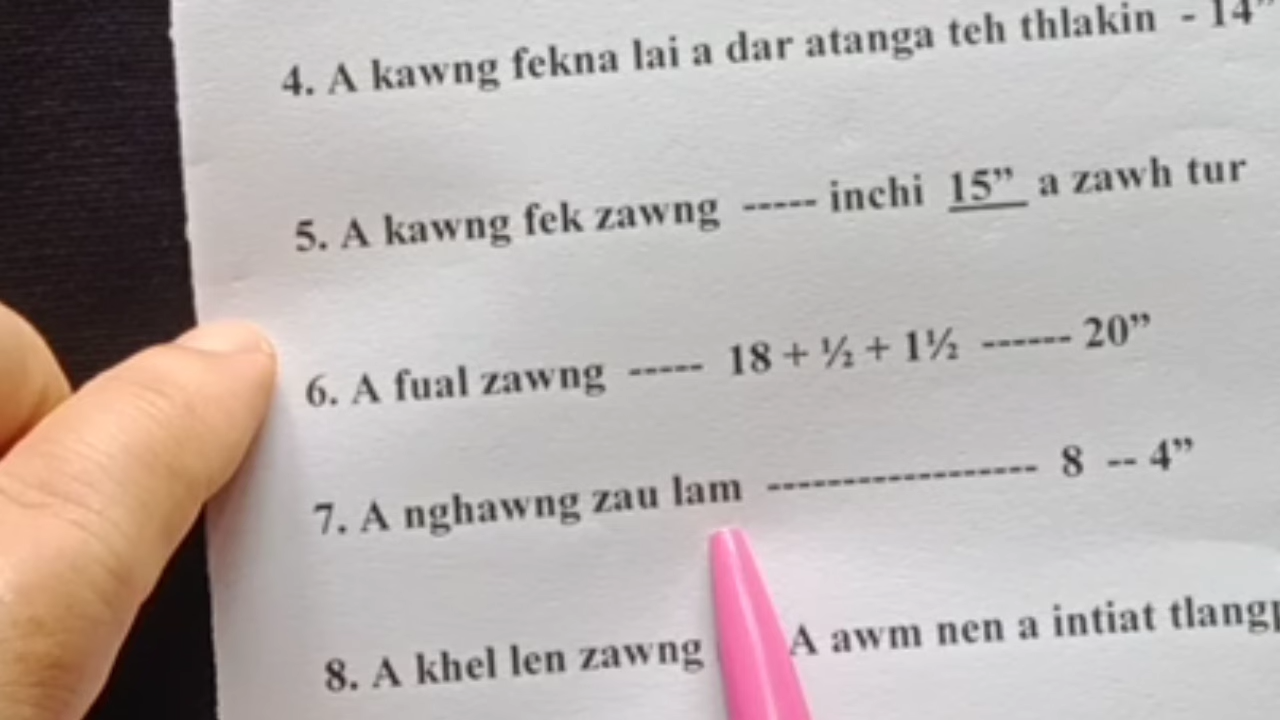 4. A kawng fekna lai a dar atanga teh thlakin - 14”
5. A kawng fek zawng ----- inchi 15” a zawh tur
6. A fual zawng ----- 18 + ½ + 1½ ------ 20”
7. A nghawng zau lam ------------------ 8 -- 4”
8. A khel len zawng A awm nen a intiat